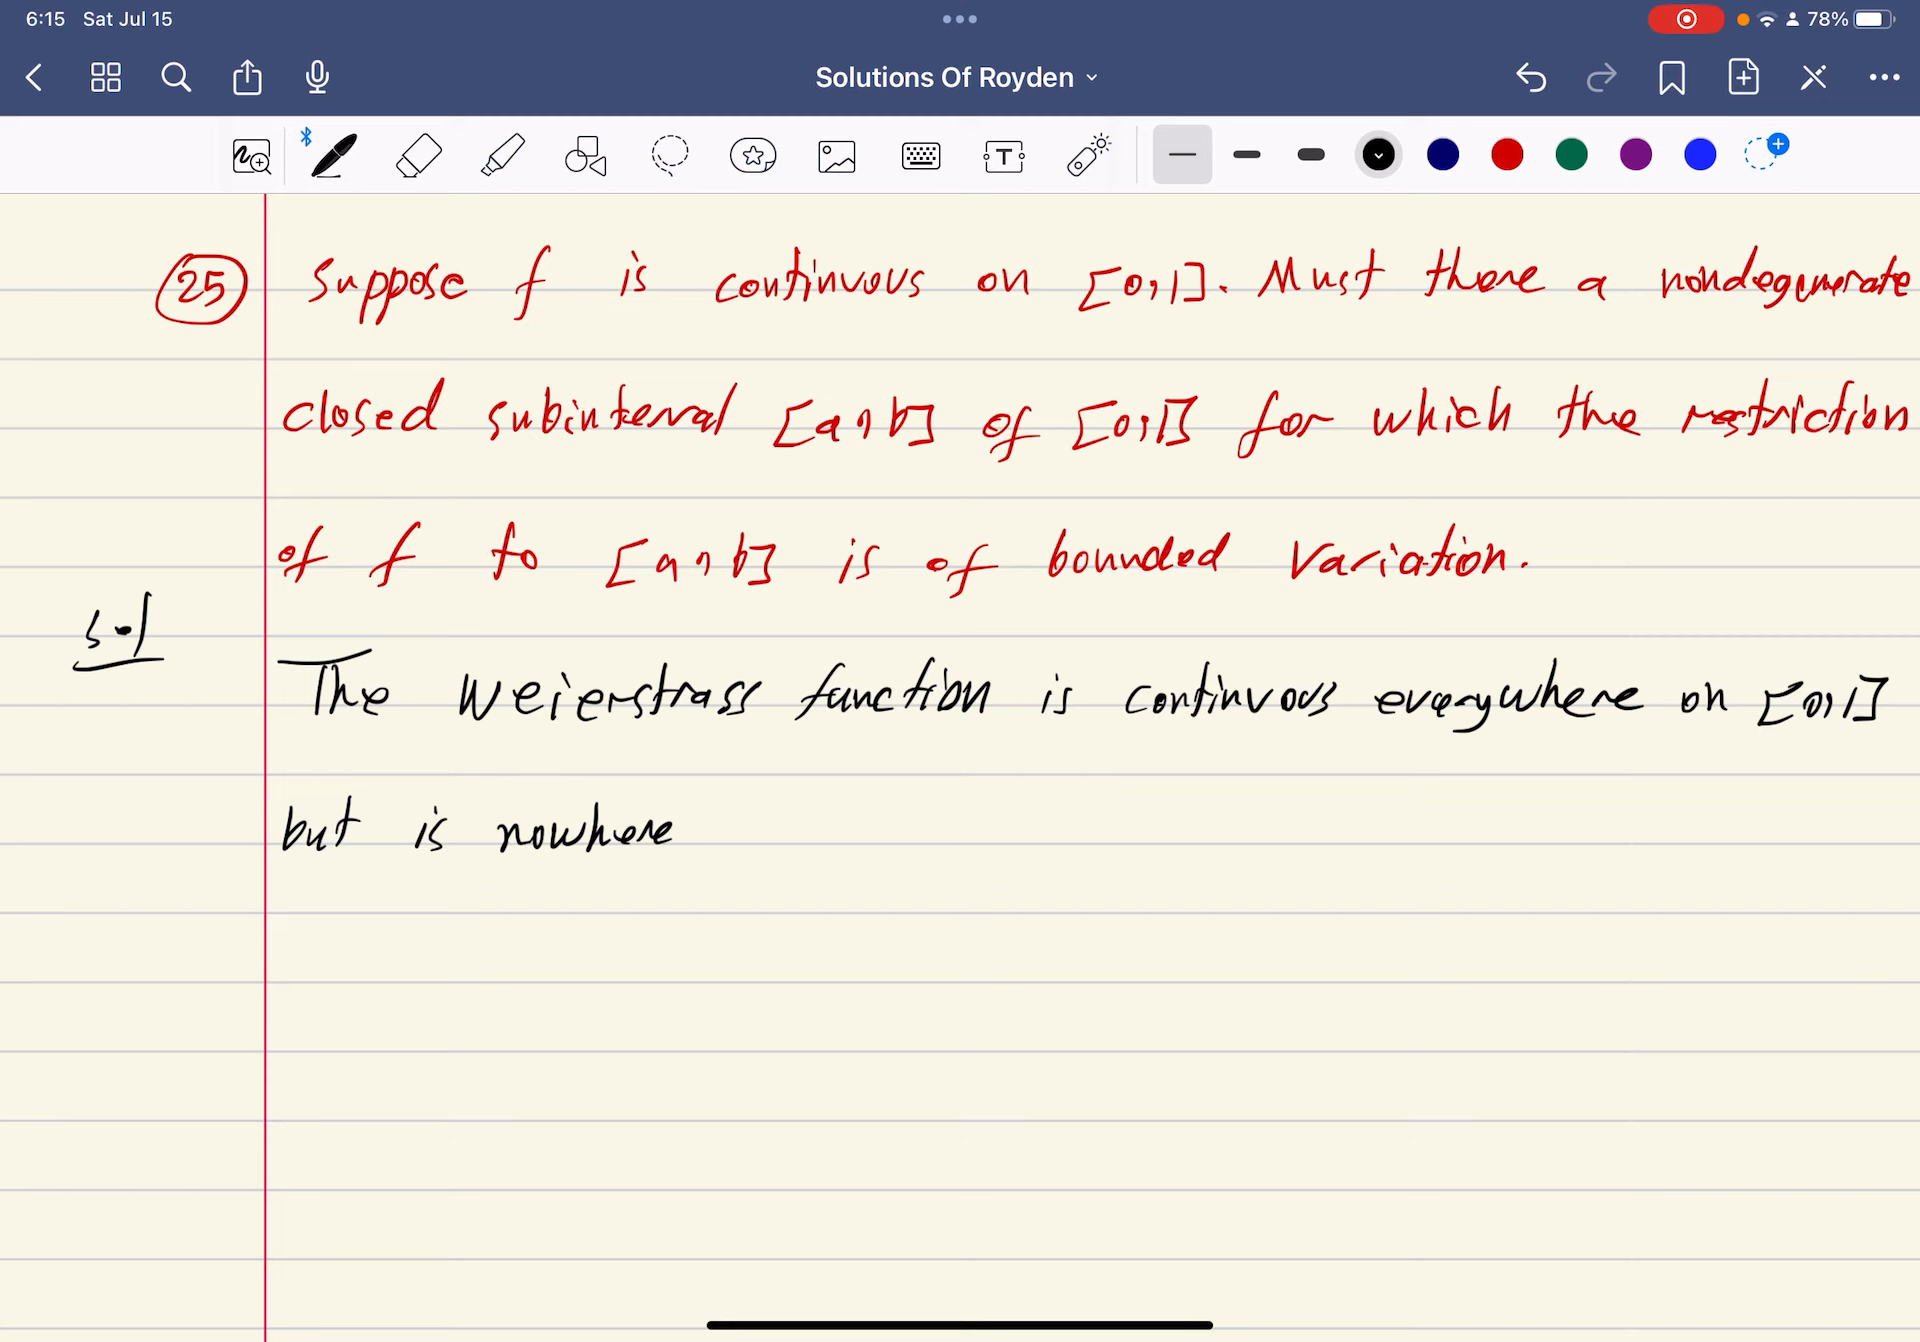 6:15 Sat Jul 15
78%
Solutions Of Royden
T
25 Suppose f is continuous on [0,1]. Must there a nondegenerate
closed subinterval [a,b] of [0,1] for which the restriction
of f to [a,b] is of bounded variation.
Sol
The Weierstrass function is continuous everywhere on [0,1]
but is nowhere